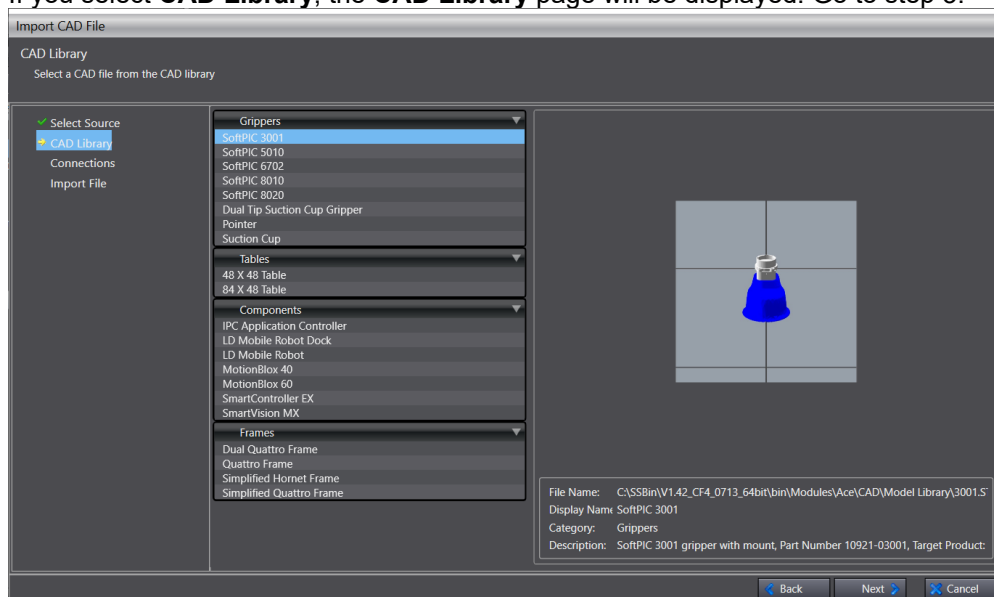 If you select CAD Library, the CAD Library page will be displayed. Go to step 9.
Import CAD File
CAD Library
Select a CAD file from the CAD library
Select Source
CAD Library
Connections
Import File
Grippers
SoftPIC 3001
SoftPIC 5010
SoftPIC 6702
SoftPIC 8010
SoftPIC 8020
Dual Tip Suction Cup Gripper
Pointer
Suction Cup
Tables
48 X 48 Table
84 X 48 Table
Components
IPC Application Controller
LD Mobile Robot Dock
LD Mobile Robot
MotionBlox 40
MotionBlox 60
SmartController EX
SmartVision MX
Frames
Dual Quattro Frame
Quattro Frame
Simplified Hornet Frame
Simplified Quattro Frame
File Name: C:\SSBin\V1.42_CF4_0713_64bit\bin\Modules\Ace\CAD\Model Library\3001.S
Display Name SoftPIC 3001
Category: Grippers
Description: SoftPIC 3001 gripper with mount, Part Number 10921-03001, Target Product:
Back Next Cancel